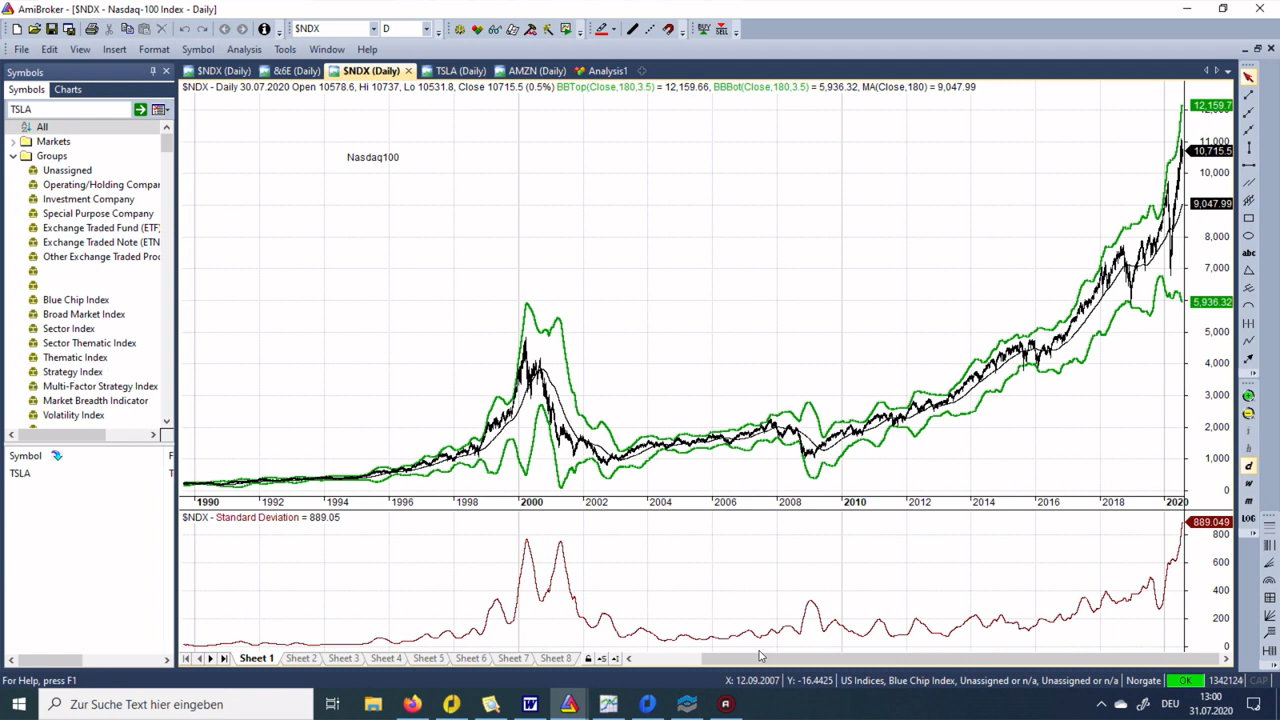 AmiBroker - [$NDX - Nasdaq-100 Index - Daily]
$NDX
D
BUY SELL
File Edit View Insert Format Symbol Analysis Tools Window Help
Symbols
$NDX (Daily) &6E (Daily) $NDX (Daily) TSLA (Daily) AMZN (Daily) Analysis1
Symbols Charts
$NDX - Daily 30.07.2020 Open 10578.6, Hi 10737, Lo 10531.8, Close 10715.5 (0.5%) BBTop(Close,180,3.5) = 12,159.66, BBBot(Close,180,3.5) = 5,936.32, MA(Close,180) = 9,047.99
TSLA
All
Markets
Groups
Unassigned
Operating/Holding Compar
Investment Company
Special Purpose Company
Exchange Traded Fund (ETF)
Exchange Traded Note (ETN
Other Exchange Traded Proc
Blue Chip Index
Broad Market Index
Sector Index
Sector Thematic Index
Thematic Index
Strategy Index
Multi-Factor Strategy Index
Market Breadth Indicator
Volatility Index
Symbol F
TSLA T
Nasdaq100
12,159.7
11,000
10,715.5
10,000
9,047.99
8,000
7,000
5,936.32
5,000
4,000
3,000
2,000
1,000
0
1990 1992 1994 1996 1998 2000 2002 2004 2006 2008 2010 2012 2014 2016 2018 2020
$NDX - Standard Deviation = 889.05
889.049
800
600
400
200
0
abc
d
w
m
LOG
Sheet 1 Sheet 2 Sheet 3 Sheet 4 Sheet 5 Sheet 6 Sheet 7 Sheet 8
For Help, press F1
X: 12.09.2007 Y: -16.4425 US Indices, Blue Chip Index, Unassigned or n/a, Unassigned or n/a, Unassigned or n/a Norgate OK 1342124 CAP
Zur Suche Text hier eingeben
DEU
13:00
31.07.2020